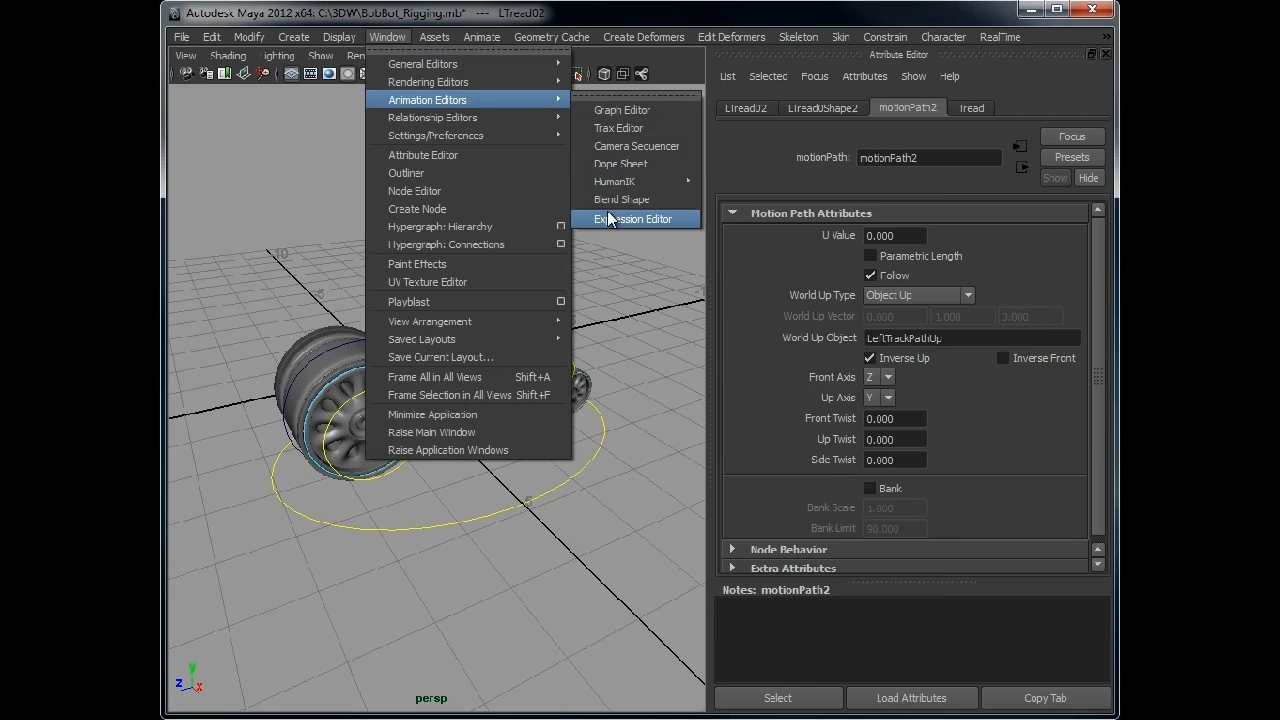 Autodesk Maya 2012 x64: C:\3DW\BobBot_Rigging.mb* --- LTread02
File Edit Modify Create Display Window Assets Animate Geometry Cache Create Deformers Edit Deformers Skeleton Skin Constrain Character RealTime »
View Shading Lighting Show Ren
General Editors
Rendering Editors
Animation Editors
Relationship Editors
Settings/Preferences
Attribute Editor
Outliner
Node Editor
Create Node
Hypergraph: Hierarchy
Hypergraph: Connections
Paint Effects
UV Texture Editor
Playblast
View Arrangement
Saved Layouts
Save Current Layout...
Frame All in All Views Shift+A
Frame Selection in All Views Shift+F
Minimize Application
Raise Main Window
Raise Application Windows
Graph Editor
Trax Editor
Camera Sequencer
Dope Sheet
HumanIK
Blend Shape
Expression Editor
10
5
5
y
z x
persp
Attribute Editor
List Selected Focus Attributes Show Help
LTread02 LTread0Shape2 motionPath2 Tread
motionPath: motionPath2
Focus
Presets
Show Hide
Motion Path Attributes
U Value 0.000
Parametric Length
Follow
World Up Type Object Up
World Up Vector 0.000 1.000 0.000
World Up Object LeftTrackPathUp
Inverse Up Inverse Front
Front Axis Z
Up Axis Y
Front Twist 0.000
Up Twist 0.000
Side Twist 0.000
Bank
Bank Scale 1.000
Bank Limit 90.000
Node Behavior
Extra Attributes
Notes: motionPath2
Select Load Attributes Copy Tab